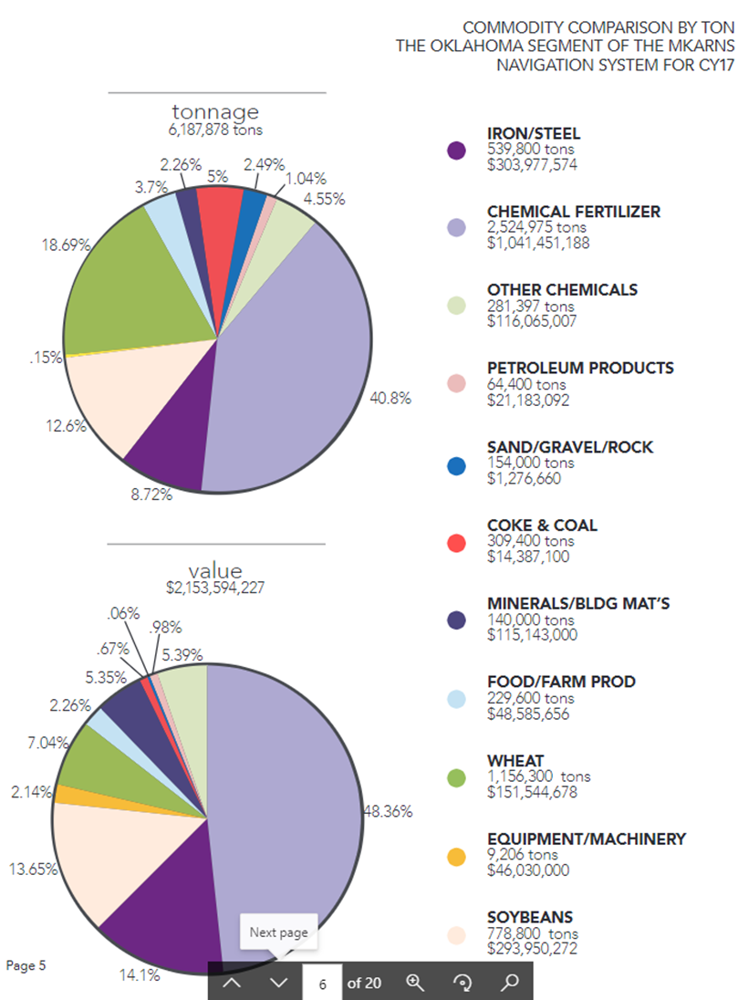 COMMODITY COMPARISON BY TON
THE OKLAHOMA SEGMENT OF THE MKARNS
NAVIGATION SYSTEM FOR CY17
tonnage
6,187,878 tons
2.26%
5%
2.49%
1.04%
3.7%
4.55%
18.69%
.15%
40.8%
12.6%
8.72%
value
$2,153,594,227
.06%
.98%
.67%
5.39%
5.35%
2.26%
7.04%
2.14%
48.36%
13.65%
14.1%
IRON/STEEL
539,800 tons
$303,977,574
CHEMICAL FERTILIZER
2,524,975 tons
$1,041,451,188
OTHER CHEMICALS
281,397 tons
$116,065,007
PETROLEUM PRODUCTS
64,400 tons
$21,183,092
SAND/GRAVEL/ROCK
154,000 tons
$1,276,660
COKE & COAL
309,400 tons
$14,387,100
MINERALS/BLDG MAT'S
140,000 tons
$115,143,000
FOOD/FARM PROD
229,600 tons
$48,585,656
WHEAT
1,156,300 tons
$151,544,678
EQUIPMENT/MACHINERY
9,206 tons
$46,030,000
SOYBEANS
778,800 tons
$293,950,272
Next page
Page 5
6 of 20